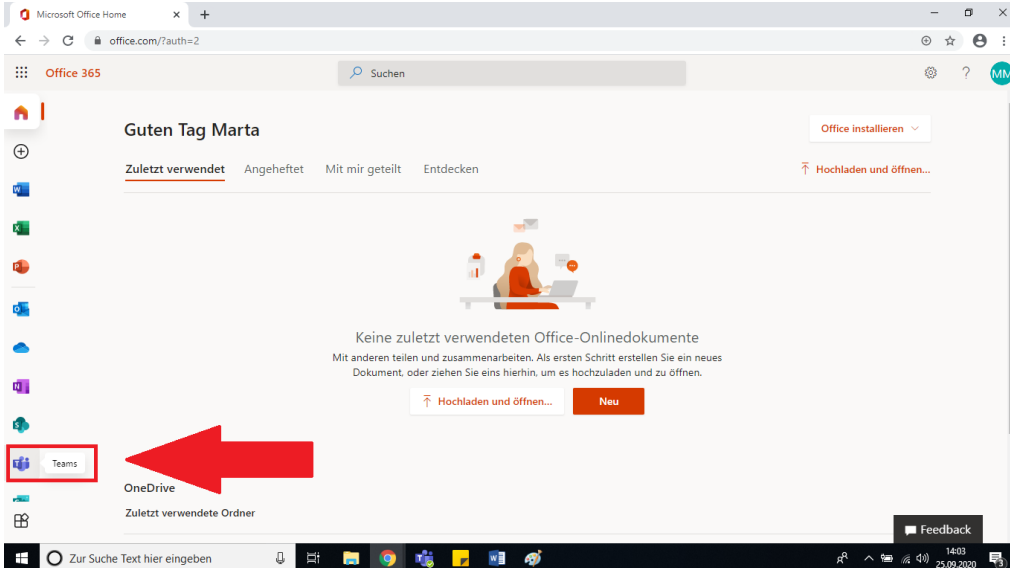 Microsoft Office Home
office.com/?auth=2
Office 365
Suchen
MM
Guten Tag Marta
Office installieren
Zuletzt verwendet Angeheftet Mit mir geteilt Entdecken
Hochladen und öffnen...
Keine zuletzt verwendeten Office-Onlinedokumente
Mit anderen teilen und zusammenarbeiten. Als ersten Schritt erstellen Sie ein neues
Dokument, oder ziehen Sie eins hierhin, um es hochzuladen und zu öffnen.
Hochladen und öffnen... Neu
Teams
OneDrive
Zuletzt verwendete Ordner
Feedback
Zur Suche Text hier eingeben
14:03
25.09.2020